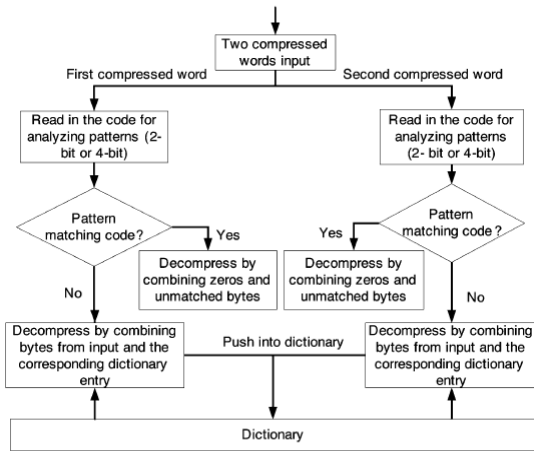 Two compressed
words input
First compressed word
Second compressed word
Read in the code for
analyzing patterns (2-
bit or 4-bit)
Read in the code for
analyzing patterns
(2- bit or 4-bit)
Pattern
matching code?
Yes
Yes
Pattern
matching code?
Decompress by
combining zeros and
unmatched bytes
Decompress by
combining zeros and
unmatched bytes
No
No
Decompress by combining
bytes from input and the
corresponding dictionary
entry
Push into dictionary
Decompress by combining
bytes from input and the
corresponding dictionary
entry
Dictionary